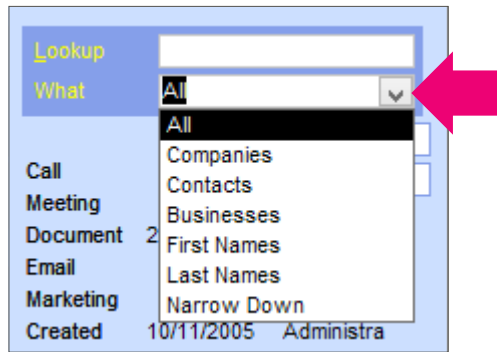 Lookup
What All
All
Companies
Contacts
Businesses
First Names
Last Names
Narrow Down
Call
Meeting
Document 2
Email
Marketing
Created 10/11/2005 Administra